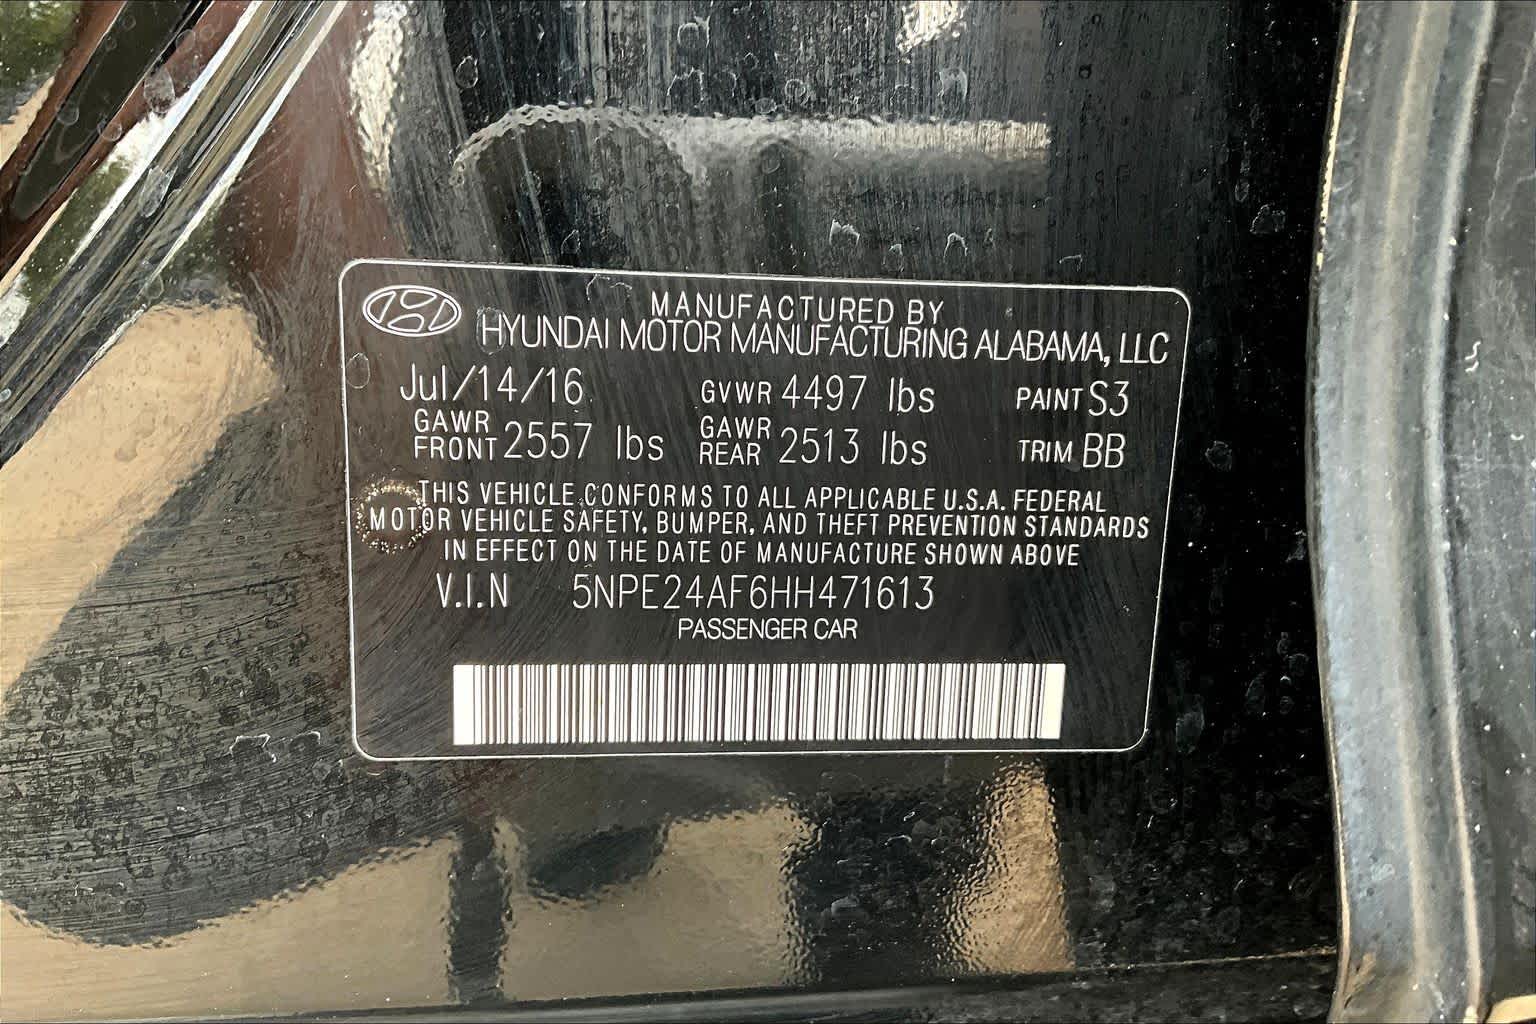 MANUFACTURED BY
HYUNDAI MOTOR MANUFACTURING ALABAMA, LLC
Jul/14/16 GVWR 4497 lbs PAINT S3
GAWR FRONT 2557 lbs GAWR REAR 2513 lbs TRIM BB
THIS VEHICLE CONFORMS TO ALL APPLICABLE U.S.A. FEDERAL
MOTOR VEHICLE SAFETY, BUMPER, AND THEFT PREVENTION STANDARDS
IN EFFECT ON THE DATE OF MANUFACTURE SHOWN ABOVE
V.I.N 5NPE24AF6HH471613
PASSENGER CAR